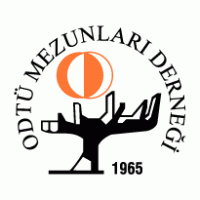 ODTÜ MEZUNLARI DERNEĞİ
1965